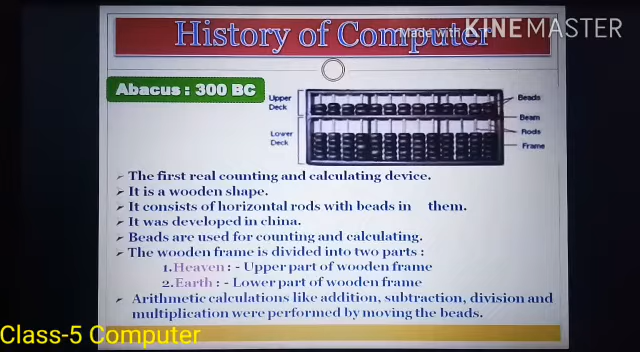 History of Computer
Made with KINEMASTER
Abacus : 300 BC
Upper Deck
Lower Deck
Beads
Beam
Rods
Frame
➢ The first real counting and calculating device.
➢ It is a wooden shape.
➢ It consists of horizontal rods with beads in them.
➢ It was developed in china.
➢ Beads are used for counting and calculating.
➢ The wooden frame is divided into two parts :
1.Heaven : - Upper part of wooden frame
2.Earth : - Lower part of wooden frame
➢ Arithmetic calculations like addition, subtraction, division and
multiplication were performed by moving the beads.
Class-5 Computer